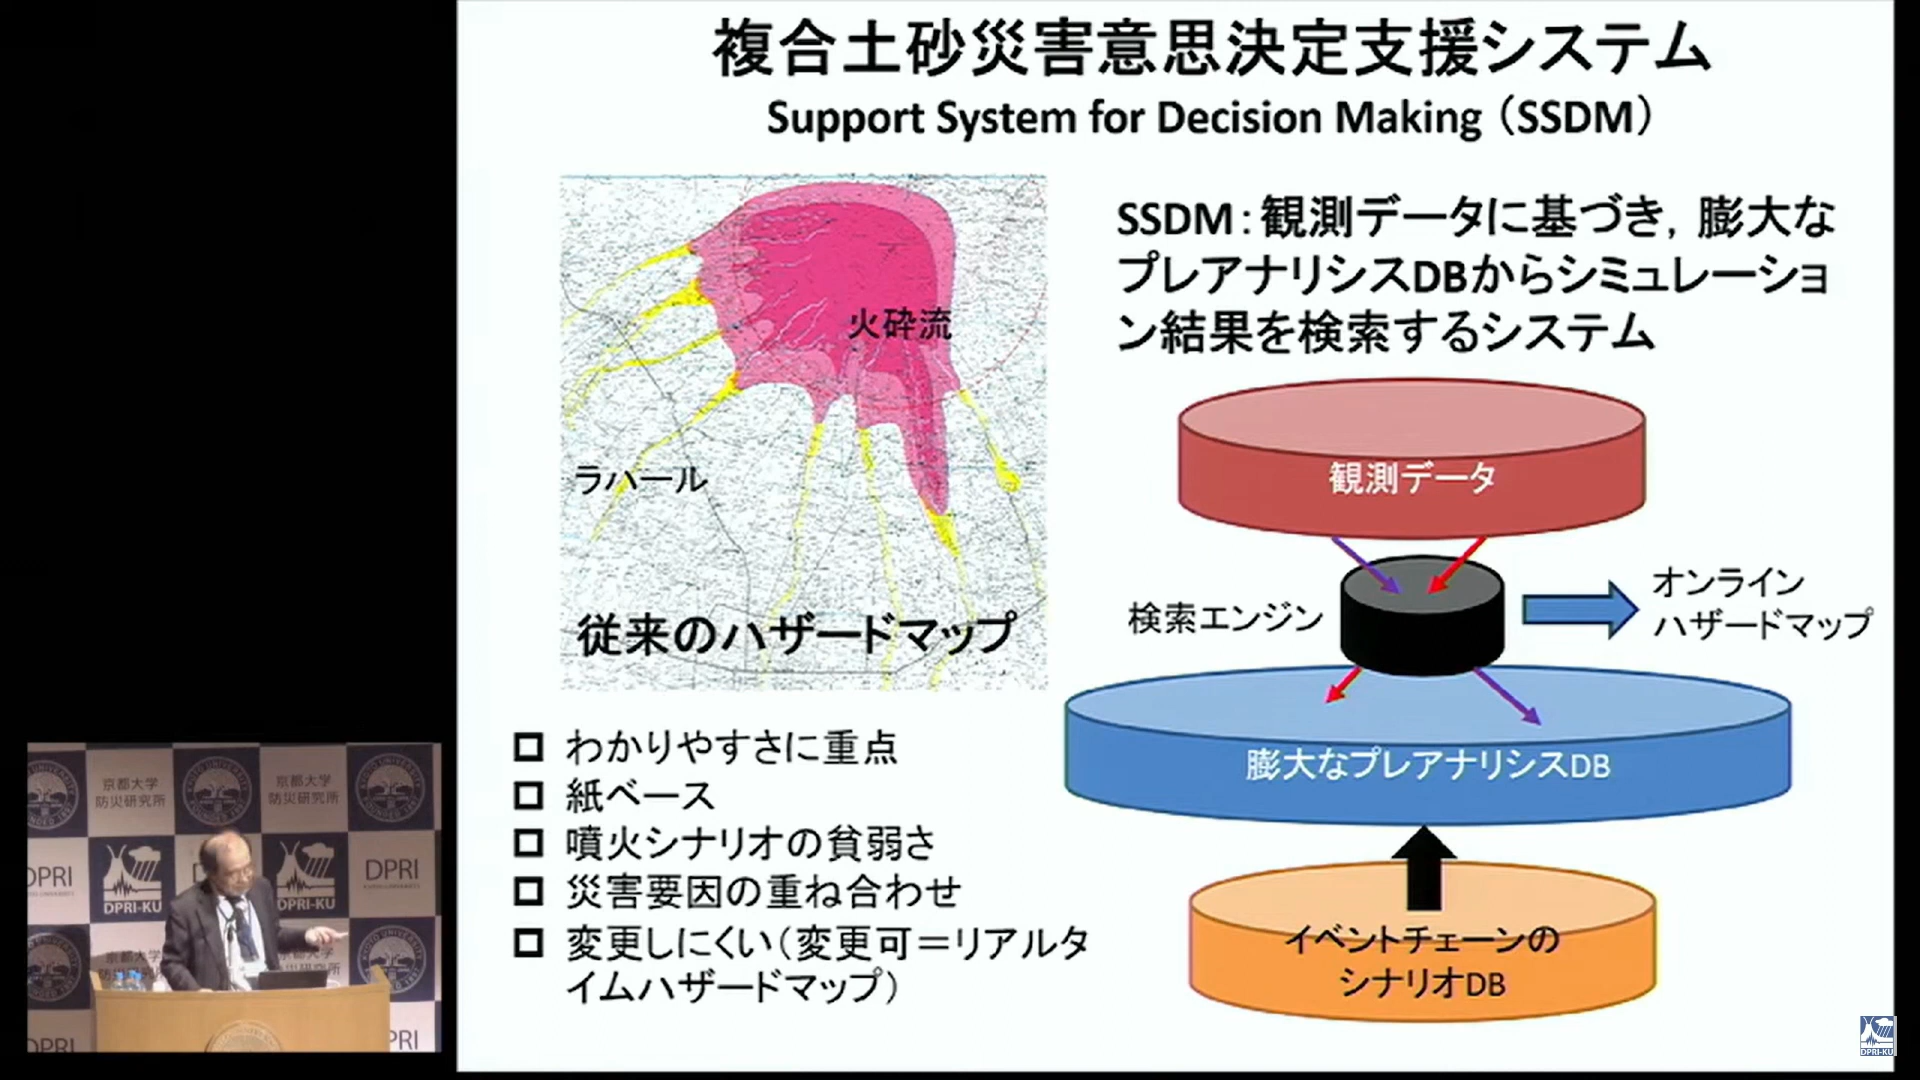 複合土砂災害意思決定支援システム
Support System for Decision Making（SSDM）
火砕流
ラハール
従来のハザードマップ
わかりやすさに重点
紙ベース
噴火シナリオの貧弱さ
災害要因の重ね合わせ
変更しにくい（変更可＝リアルタ
イムハザードマップ）
SSDM：観測データに基づき，膨大な
プレアナリシスDBからシミュレーショ
ン結果を検索するシステム
観測データ
検索エンジン
オンライン
ハザードマップ
膨大なプレアナリシスDB
イベントチェーンの
シナリオDB
京都大学
防災研究所
京都大学
防災研究所
DPRI
DPRI
DPRI-KU
DPRI-KU
DPRI-KU